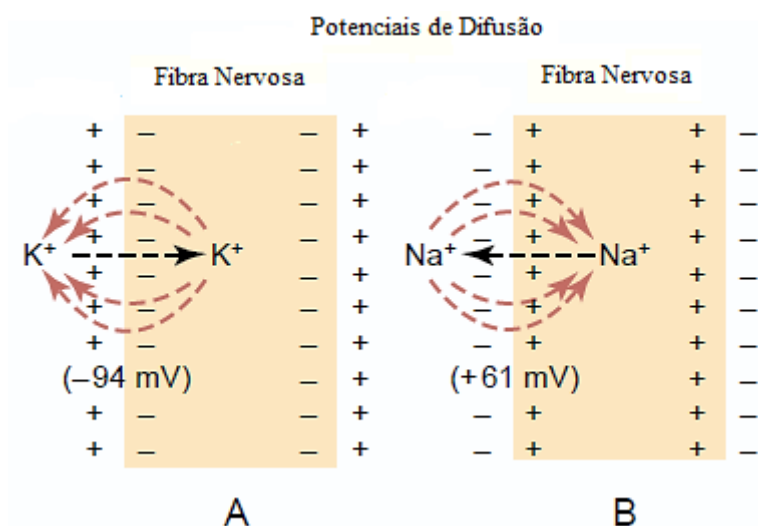 Potenciais de Difusão
Fibra Nervosa
Fibra Nervosa
+ – – + – + + –
+ – – + – + + –
+ – – + – + + –
+ – – + – + + –
K⁺ K⁺ Na⁺ Na⁺
+ – – + – + + –
+ – – + – + + –
+ – – + – + + –
(–94 mV) (+61 mV)
– + + –
+ – – + – + + –
+ – – + – + + –
A B